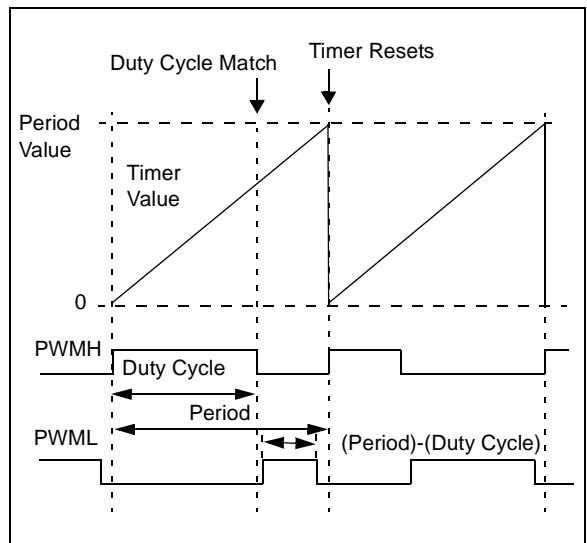 Timer Resets
Duty Cycle Match
Period
Value
Timer
Value
0
PWMH
Duty Cycle
Period
PWML
(Period)-(Duty Cycle)